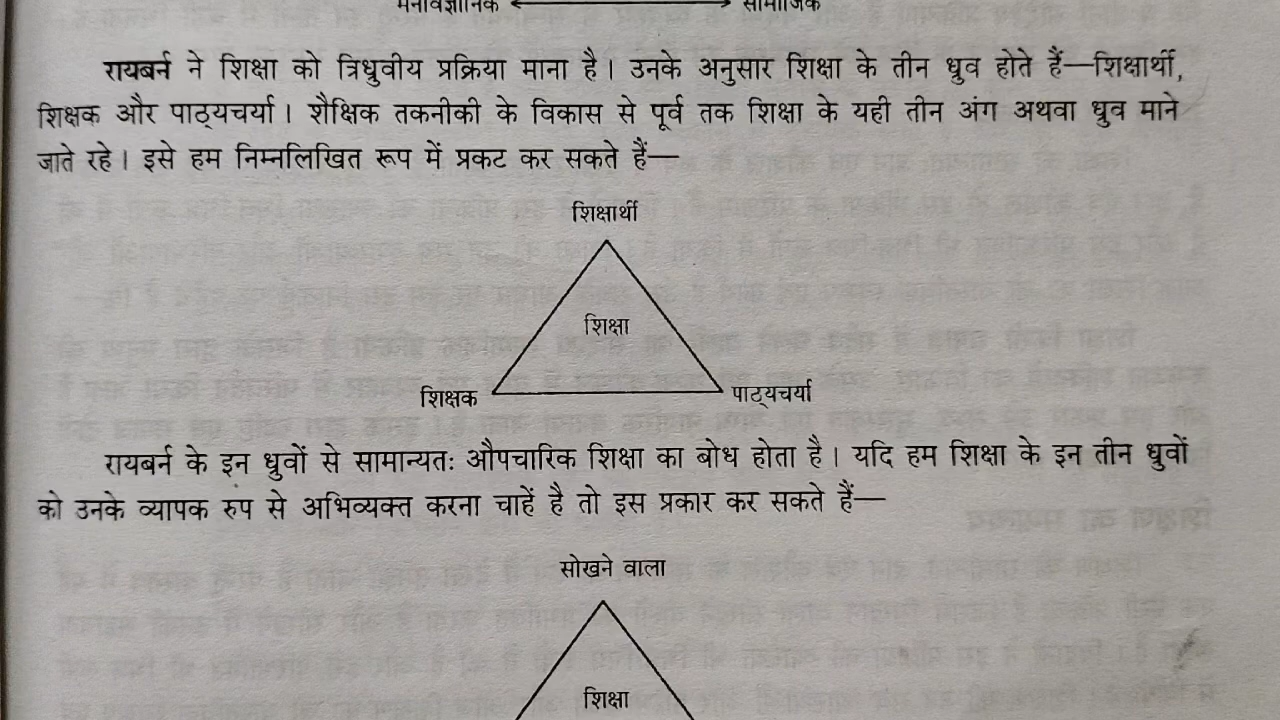 मनोवैज्ञानिक सामाजिक
रायबर्न ने शिक्षा को त्रिध्रुवीय प्रक्रिया माना है। उनके अनुसार शिक्षा के तीन ध्रुव होते हैं—शिक्षार्थी,
शिक्षक और पाठ्यचर्या। शैक्षिक तकनीकी के विकास से पूर्व तक शिक्षा के यही तीन अंग अथवा ध्रुव माने
जाते रहे। इसे हम निम्नलिखित रूप में प्रकट कर सकते हैं—
शिक्षार्थी
शिक्षा
शिक्षक पाठ्यचर्या
रायबर्न के इन ध्रुवों से सामान्यतः औपचारिक शिक्षा का बोध होता है। यदि हम शिक्षा के इन तीन ध्रुवों
को उनके व्यापक रुप से अभिव्यक्त करना चाहें है तो इस प्रकार कर सकते हैं—
सोखने वाला
शिक्षा